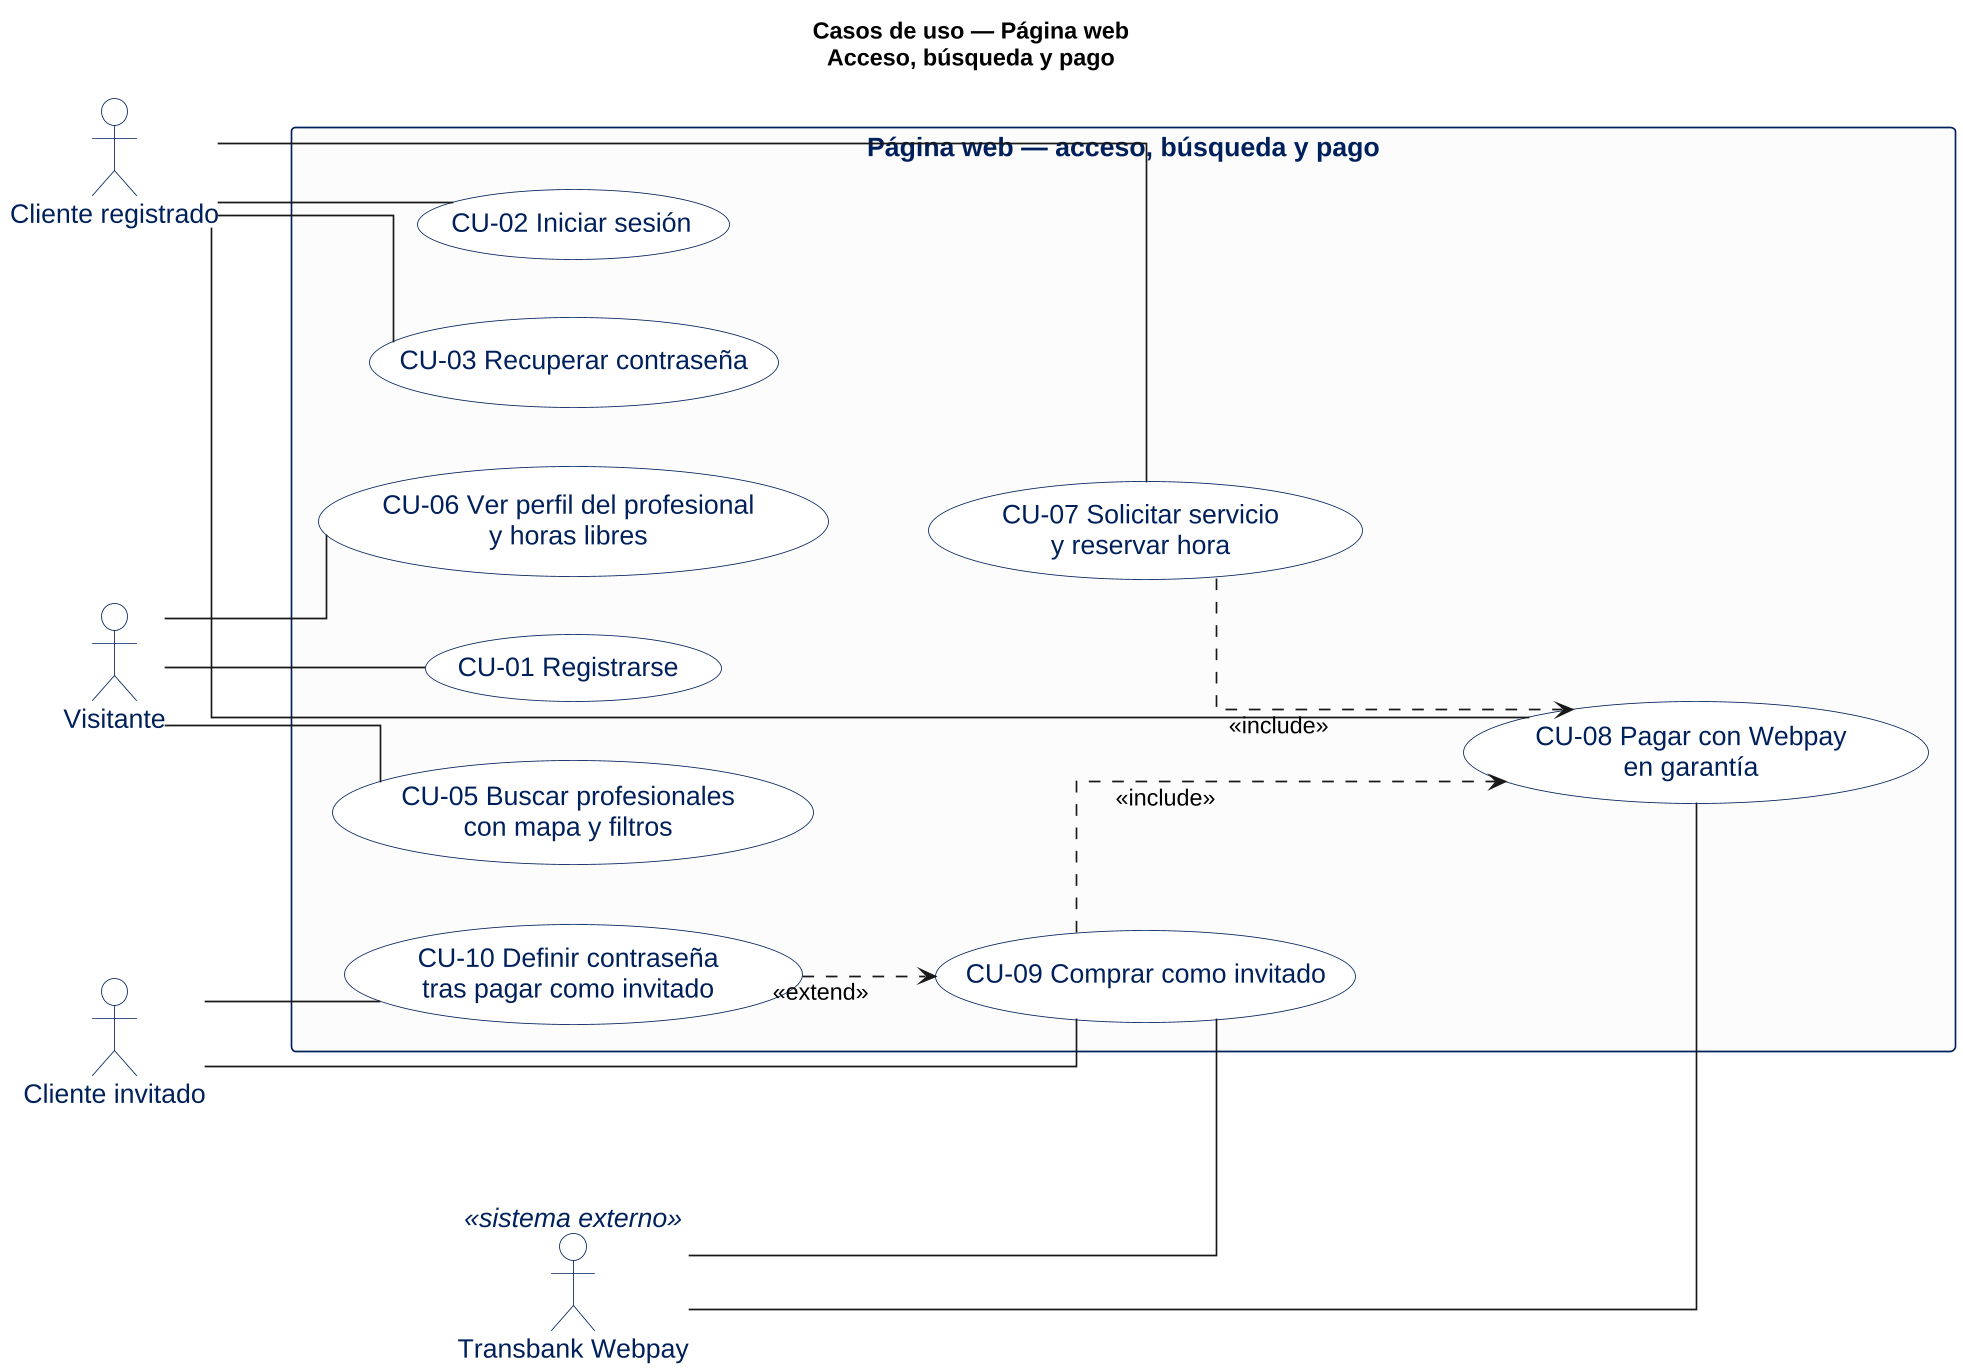 Casos de uso — Página web
Acceso, búsqueda y pago
Página web — acceso, búsqueda y pago
Cliente registrado
CU-02 Iniciar sesión
CU-03 Recuperar contraseña
CU-06 Ver perfil del profesional
y horas libres
CU-07 Solicitar servicio
y reservar hora
CU-01 Registrarse
Visitante
«include»
CU-08 Pagar con Webpay
en garantía
CU-05 Buscar profesionales
con mapa y filtros
«include»
CU-10 Definir contraseña
tras pagar como invitado
«extend»
CU-09 Comprar como invitado
Cliente invitado
«sistema externo»
Transbank Webpay